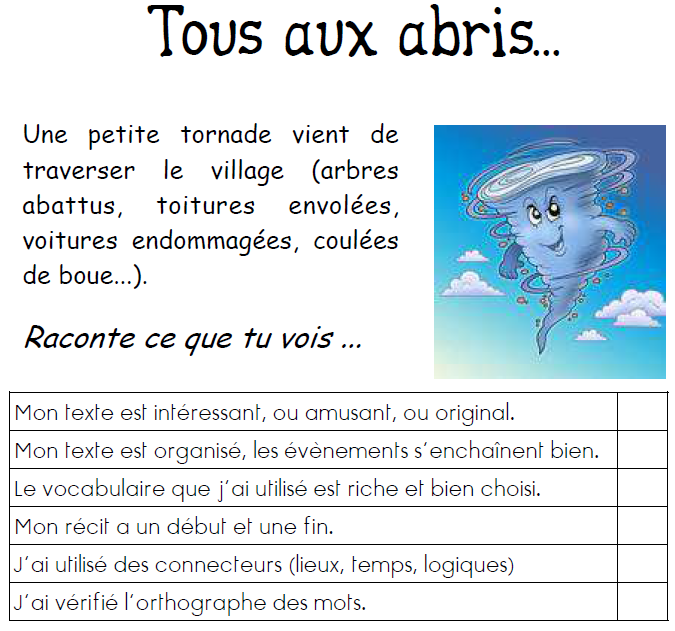 Tous aux abris...
Une petite tornade vient de
traverser le village (arbres
abattus, toitures envolées,
voitures endommagées, coulées
de boue...).
Raconte ce que tu vois ...
Mon texte est intéressant, ou amusant, ou original.
Mon texte est organisé, les évènements s'enchaînent bien.
Le vocabulaire que j'ai utilisé est riche et bien choisi.
Mon récit a un début et une fin.
J'ai utilisé des connecteurs (lieux, temps, logiques)
J'ai vérifié l'orthographe des mots.